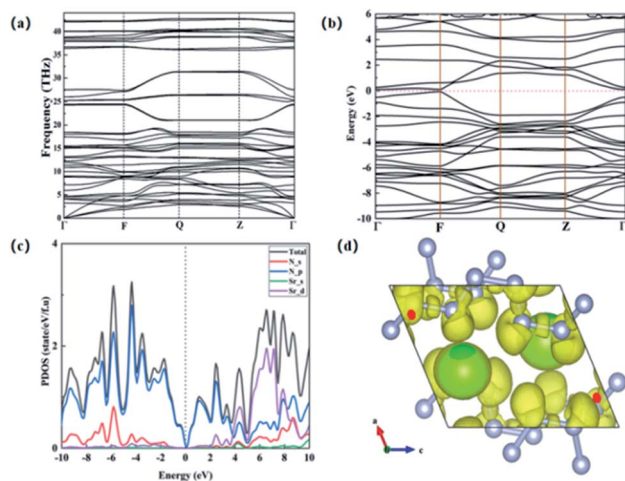 (a)
Frequency (THz)
40
35
30
25
20
15
10
5
0
Γ F Q Z Γ
(b)
Energy (eV)
6
4
2
0
-2
-4
-6
-8
-10
Γ F Q Z Γ
(c)
PDOS (state/eV/f.u)
4
2
0
Total
N_s
N_p
Sr_s
Sr_d
-10 -8 -6 -4 -2 0 2 4 6 8 10
Energy (eV)
(d)
a
c